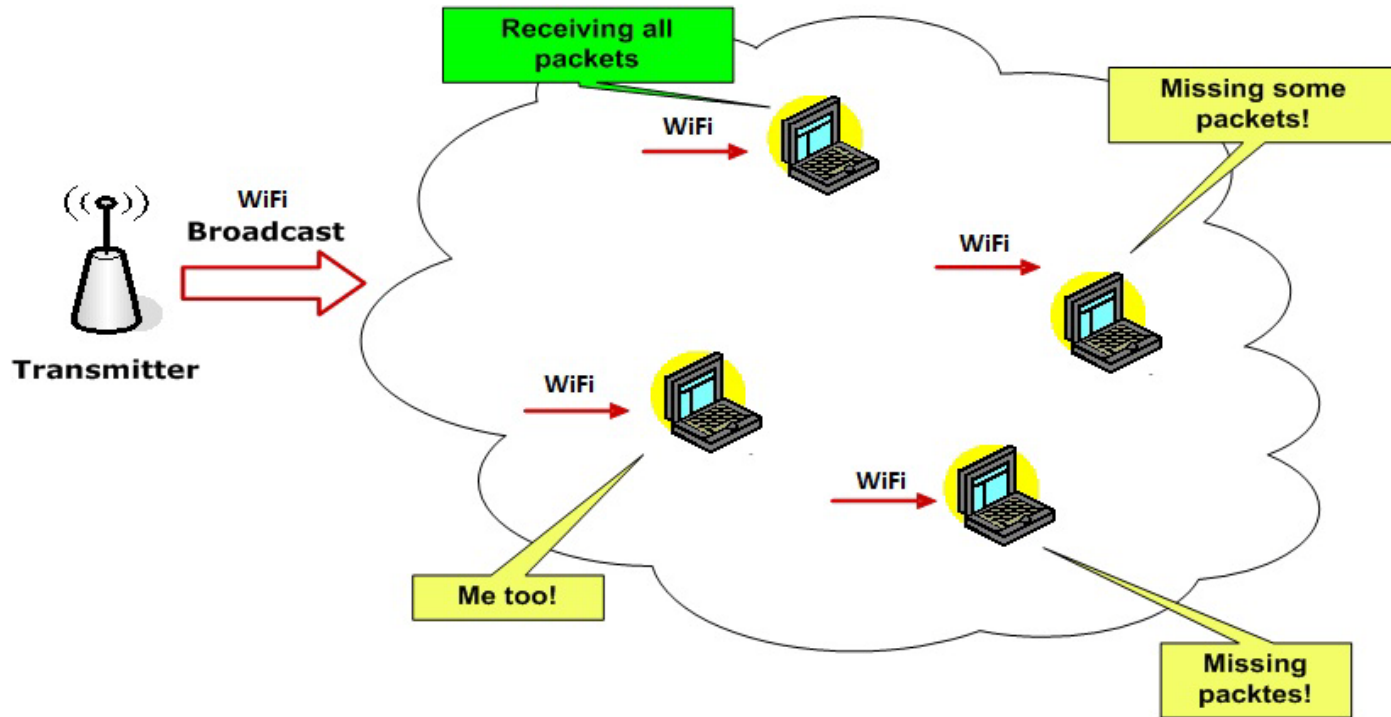 Receiving all
packets
Missing some
packets!
WiFi
WiFi
Broadcast
WiFi
Transmitter
WiFi
WiFi
Me too!
Missing
packtes!